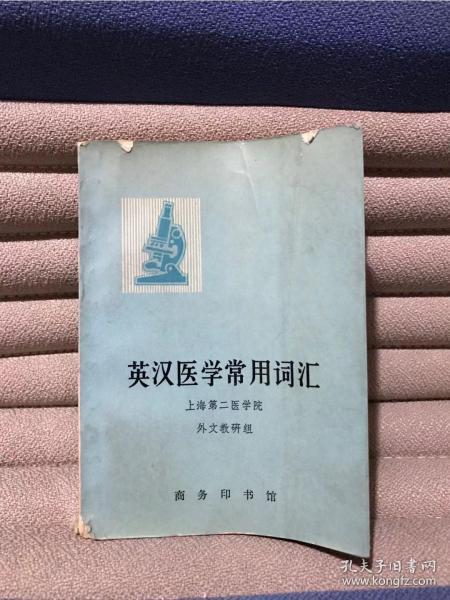 英汉医学常用词汇
上海第二医学院
外文教研组
商务印书馆
孔夫子旧书网
www.kongfz.com